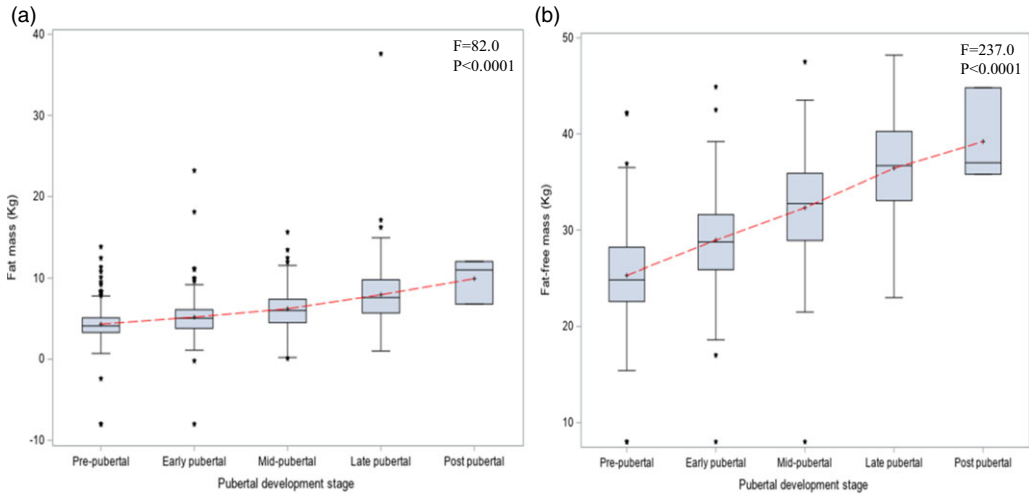 (a)
F=82.0
P<0.0001
Fat mass (Kg)
40
30
20
10
0
-10
Pre-pubertal Early pubertal Mid-pubertal Late pubertal Post pubertal
Pubertal development stage
(b)
F=237.0
P<0.0001
Fat-free mass (Kg)
50
40
30
20
10
Pre-pubertal Early pubertal Mid-pubertal Late pubertal Post pubertal
Pubertal development stage